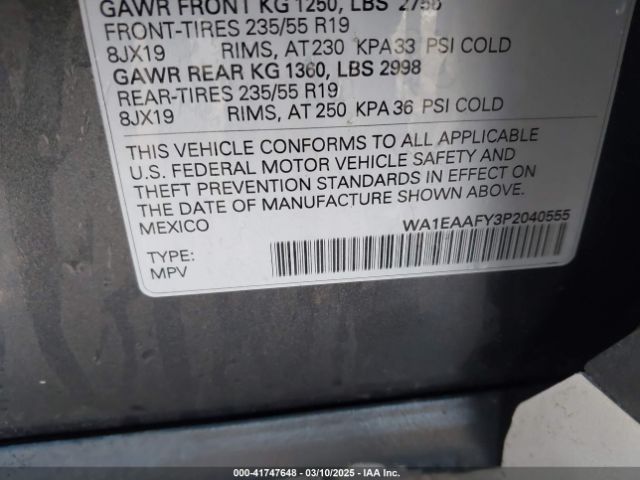 GAWR FRONT KG 1250, LBS 2756
FRONT-TIRES 235/55 R19
8JX19 RIMS, AT 230 KPA 33 PSI COLD
GAWR REAR KG 1360, LBS 2998
REAR-TIRES 235/55 R19
8JX19 RIMS, AT 250 KPA 36 PSI COLD
THIS VEHICLE CONFORMS TO ALL APPLICABLE
U.S. FEDERAL MOTOR VEHICLE SAFETY AND
THEFT PREVENTION STANDARDS IN EFFECT ON
THE DATE OF MANUFACTURE SHOWN ABOVE.
MEXICO
WA1EAAFY3P2040555
TYPE:
MPV
000-41747648 — 03/10/2025 — IAA Inc.